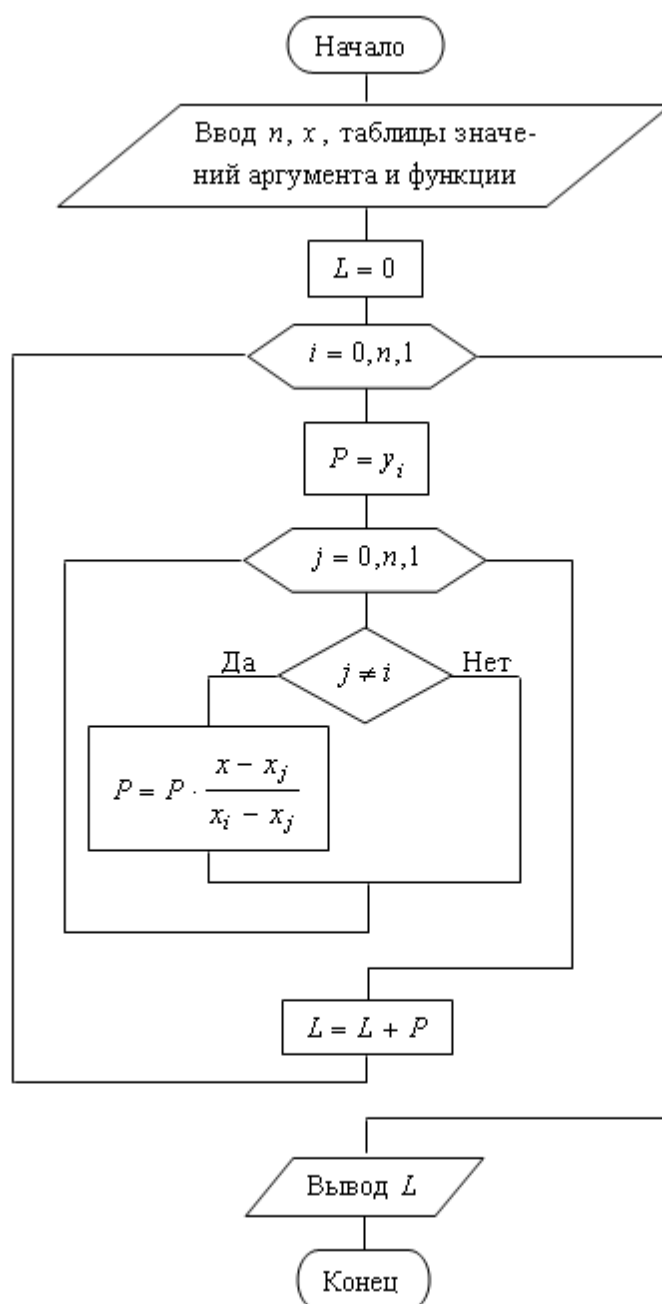 Начало
Ввод n, x, таблицы значе-
ний аргумента и функции
L = 0
i = 0,n,1
P = y_i
j = 0,n,1
Да
j ≠ i
Нет
P = P · (x − x_j)/(x_i − x_j)
L = L + P
Вывод L
Конец